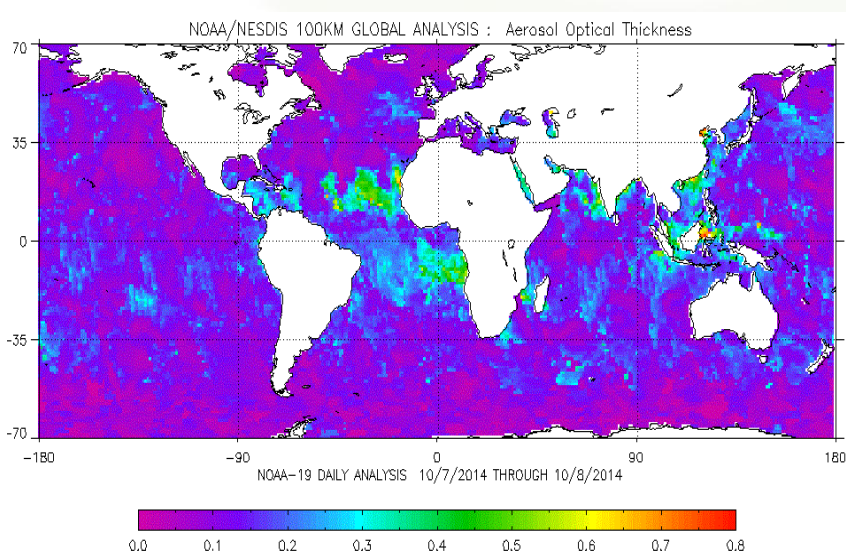 NOAA/NESDIS 100KM GLOBAL ANALYSIS : Aerosol Optical Thickness
70
35
0
-35
-70
-180 -90 0 90 180
NOAA-19 DAILY ANALYSIS 10/7/2014 THROUGH 10/8/2014
0.0 0.1 0.2 0.3 0.4 0.5 0.6 0.7 0.8